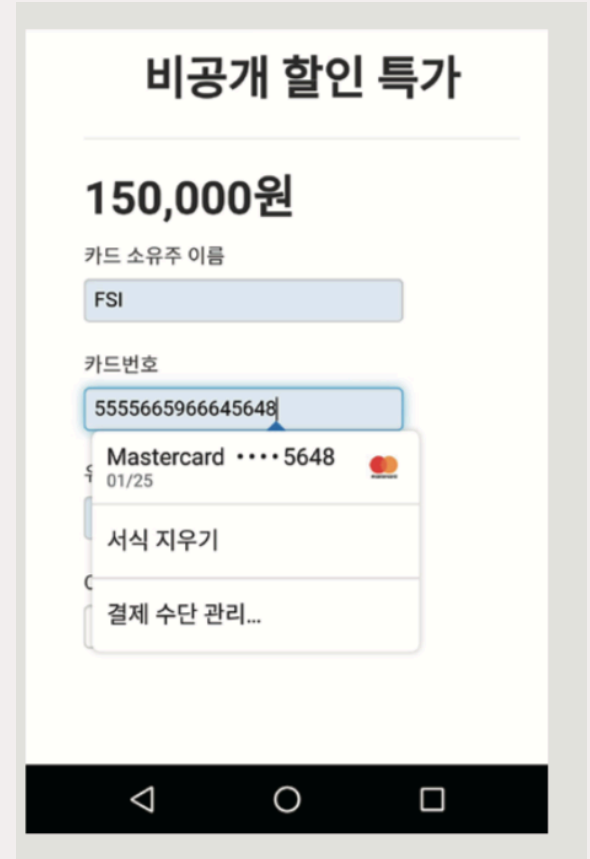 비공개 할인 특가
150,000원
카드 소유주 이름
FSI
카드번호
5555665966645648
Mastercard ····5648
01/25
서식 지우기
결제 수단 관리...